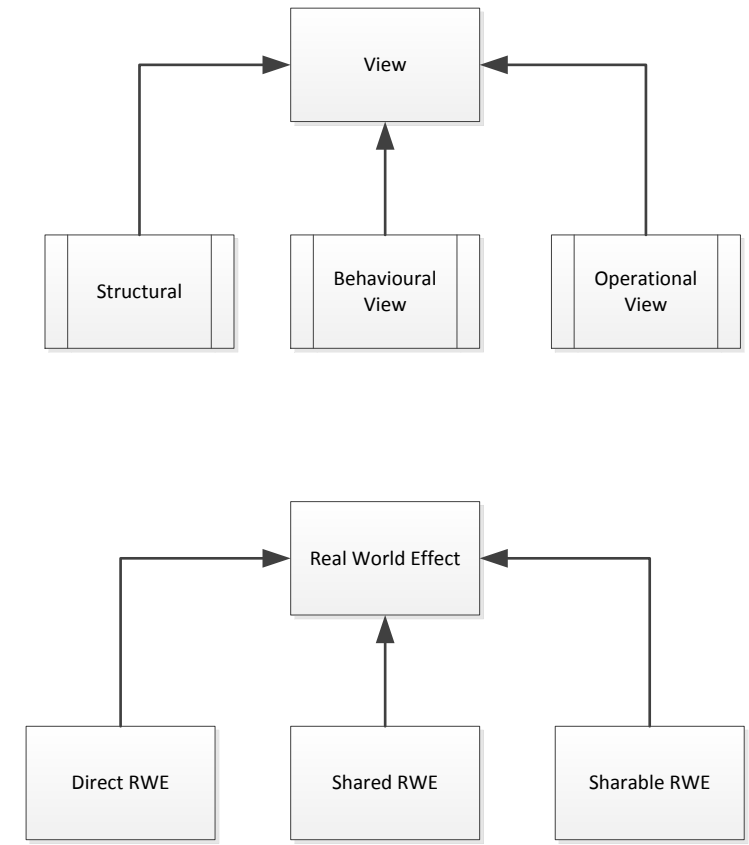 View
Structural
Behavioural
View
Operational
View
Real World Effect
Direct RWE
Shared RWE
Sharable RWE